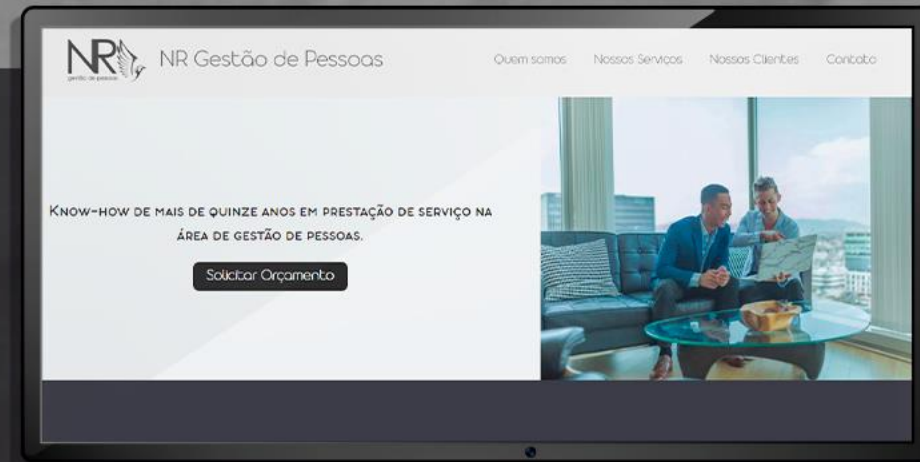 NR
gestão de pessoas
NR Gestão de Pessoas
Quem somos
Nossos Serviços
Nossos Clientes
Contato
Know-how de mais de quinze anos em prestação de serviço na
área de gestão de pessoas.
Solicitar Orçamento